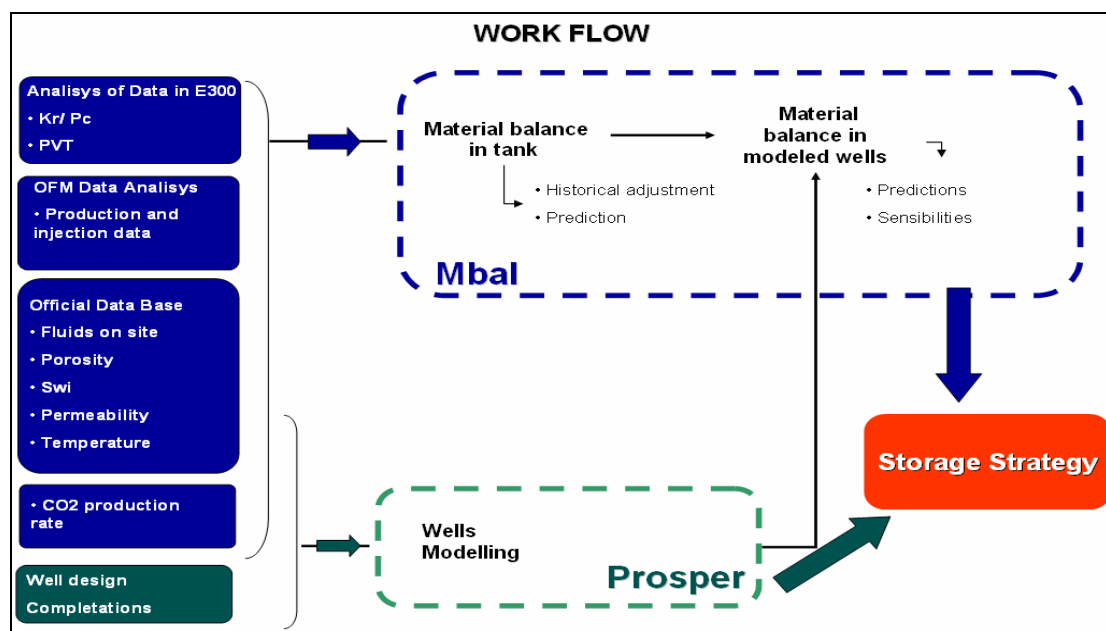 WORK FLOW
Analisys of Data in E300
• Kr/ Pc
• PVT
OFM Data Analisys
• Production and
injection data
Official Data Base
• Fluids on site
• Porosity
• Swi
• Permeability
• Temperature
• CO2 production
rate
Well design
Completations
Material balance
in tank
• Historical adjustment
• Prediction
Material
balance in
modeled wells
• Predictions
• Sensibilities
Mbal
Wells
Modelling
Prosper
Storage Strategy